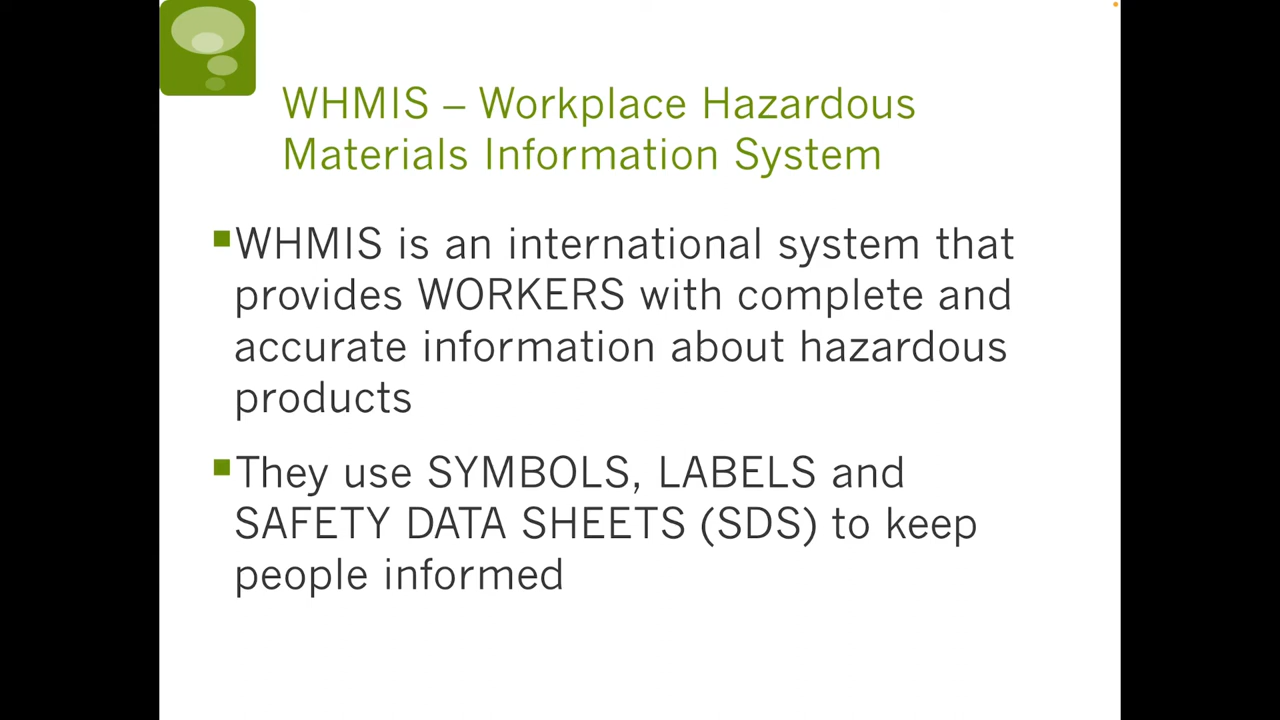 WHMIS – Workplace Hazardous
Materials Information System
WHMIS is an international system that
provides WORKERS with complete and
accurate information about hazardous
products
They use SYMBOLS, LABELS and
SAFETY DATA SHEETS (SDS) to keep
people informed